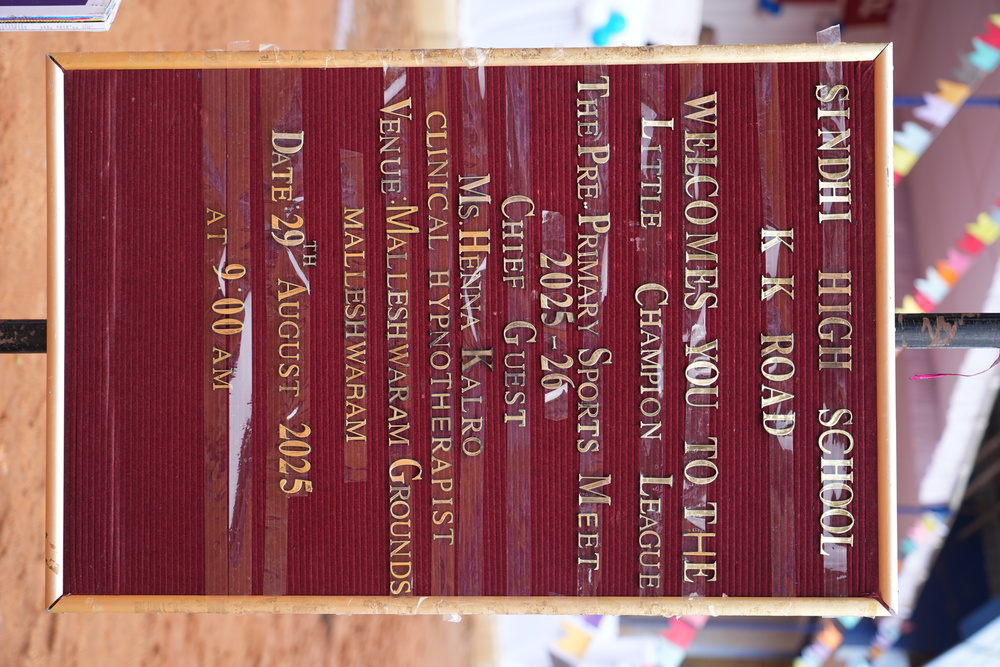 SINDHI HIGH SCHOOL
K K ROAD
WELCOMES YOU TO THE
LITTLE CHAMPION LEAGUE
THE PRE-PRIMARY SPORTS MEET-
2025-26
CHIEF GUEST
MS HENNA KALRO
CLINICAL HYPNOTHERAPIST
VENUE:MALLESHWARAM GROUNDS
MALLESHWARAM
DATE:29TH AUGUST 2025
AT 9 00 AM